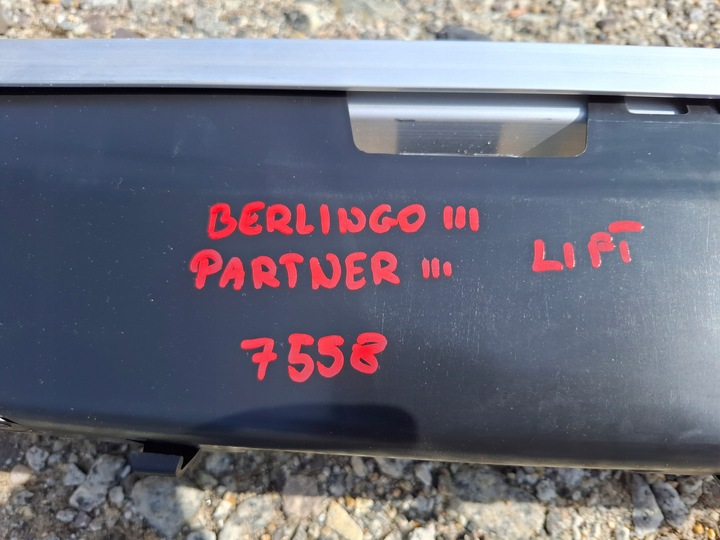 BERLINGO III
PARTNER III
LIFT
7558